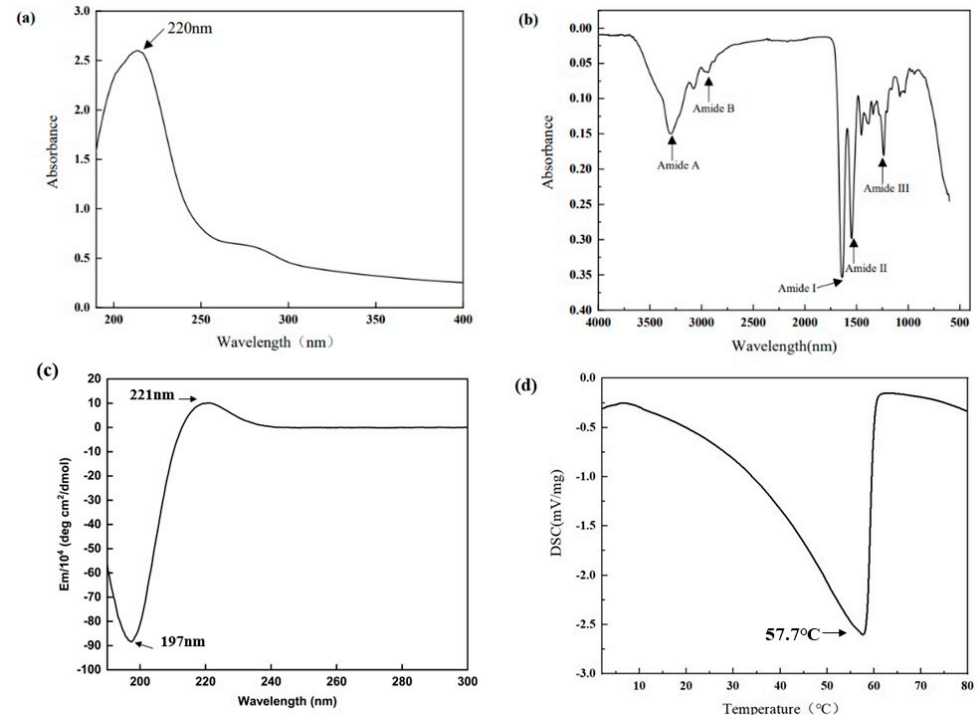 (a)
220nm
3.0
2.5
2.0
1.5
1.0
0.5
0.0
Absorbance
200 250 300 350 400
Wavelength（nm）
(b)
0.00
0.05
0.10
0.15
0.20
0.25
0.30
0.35
0.40
Absorbance
Amide B
Amide A
Amide III
Amide II
Amide I
4000 3500 3000 2500 2000 1500 1000 500
Wavelength(nm)
(c)
20
10
0
-10
-20
-30
-40
-50
-60
-70
-80
-90
-100
Em/10⁴ (deg cm²/dmol)
221nm
197nm
200 220 240 260 280 300
Wavelength (nm)
(d)
0.0
-0.5
-1.0
-1.5
-2.0
-2.5
-3.0
DSC(mV/mg)
57.7°C
10 20 30 40 50 60 70 80
Temperature（°C）